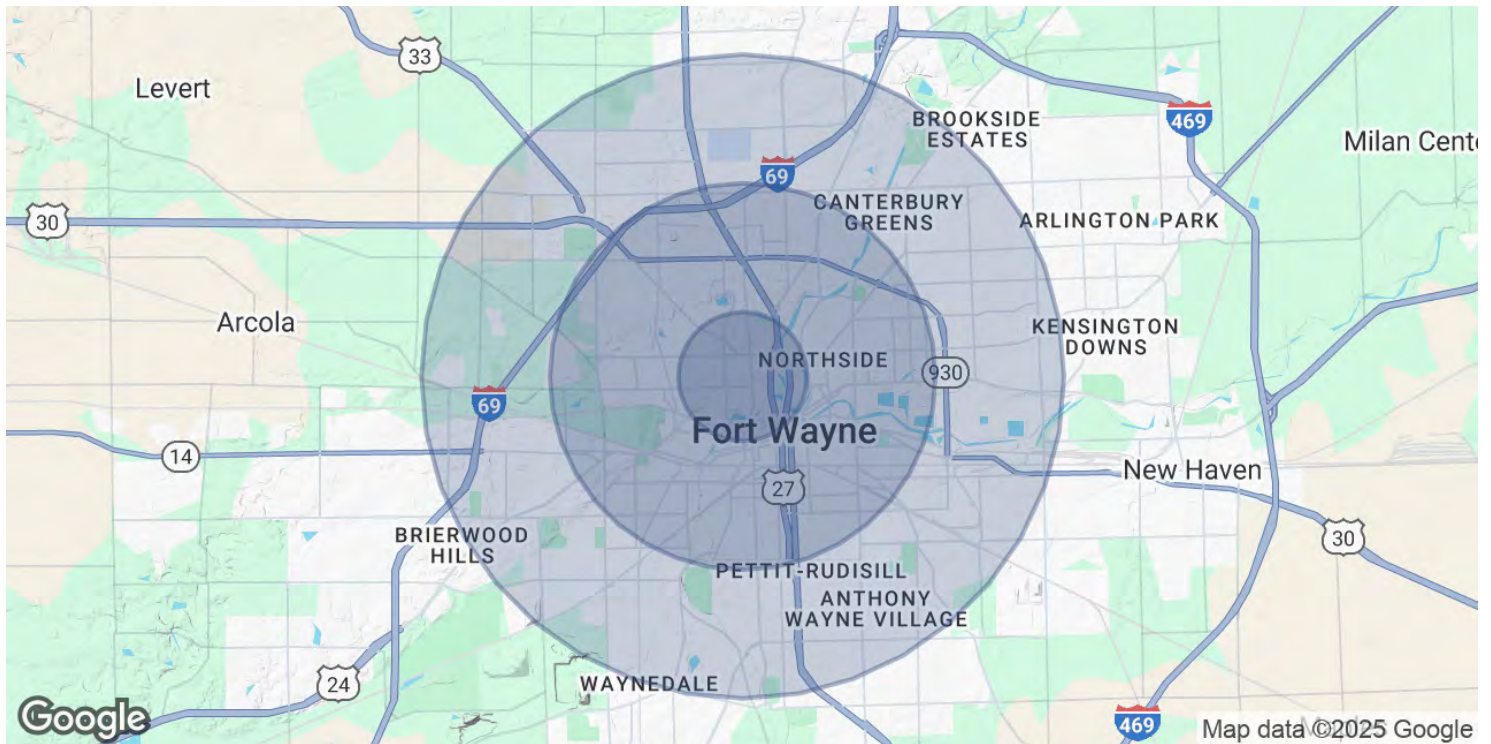 33
Levert
BROOKSIDE
ESTATES
469
Milan Cent
69
CANTERBURY
GREENS
30
ARLINGTON PARK
Arcola
KENSINGTON
DOWNS
NORTHSIDE
930
69
Fort Wayne
14
New Haven
27
BRIERWOOD
HILLS
30
PETTIT-RUDISILL
ANTHONY
WAYNE VILLAGE
24
WAYNEDALE
Google
469
Map data ©2025 Google